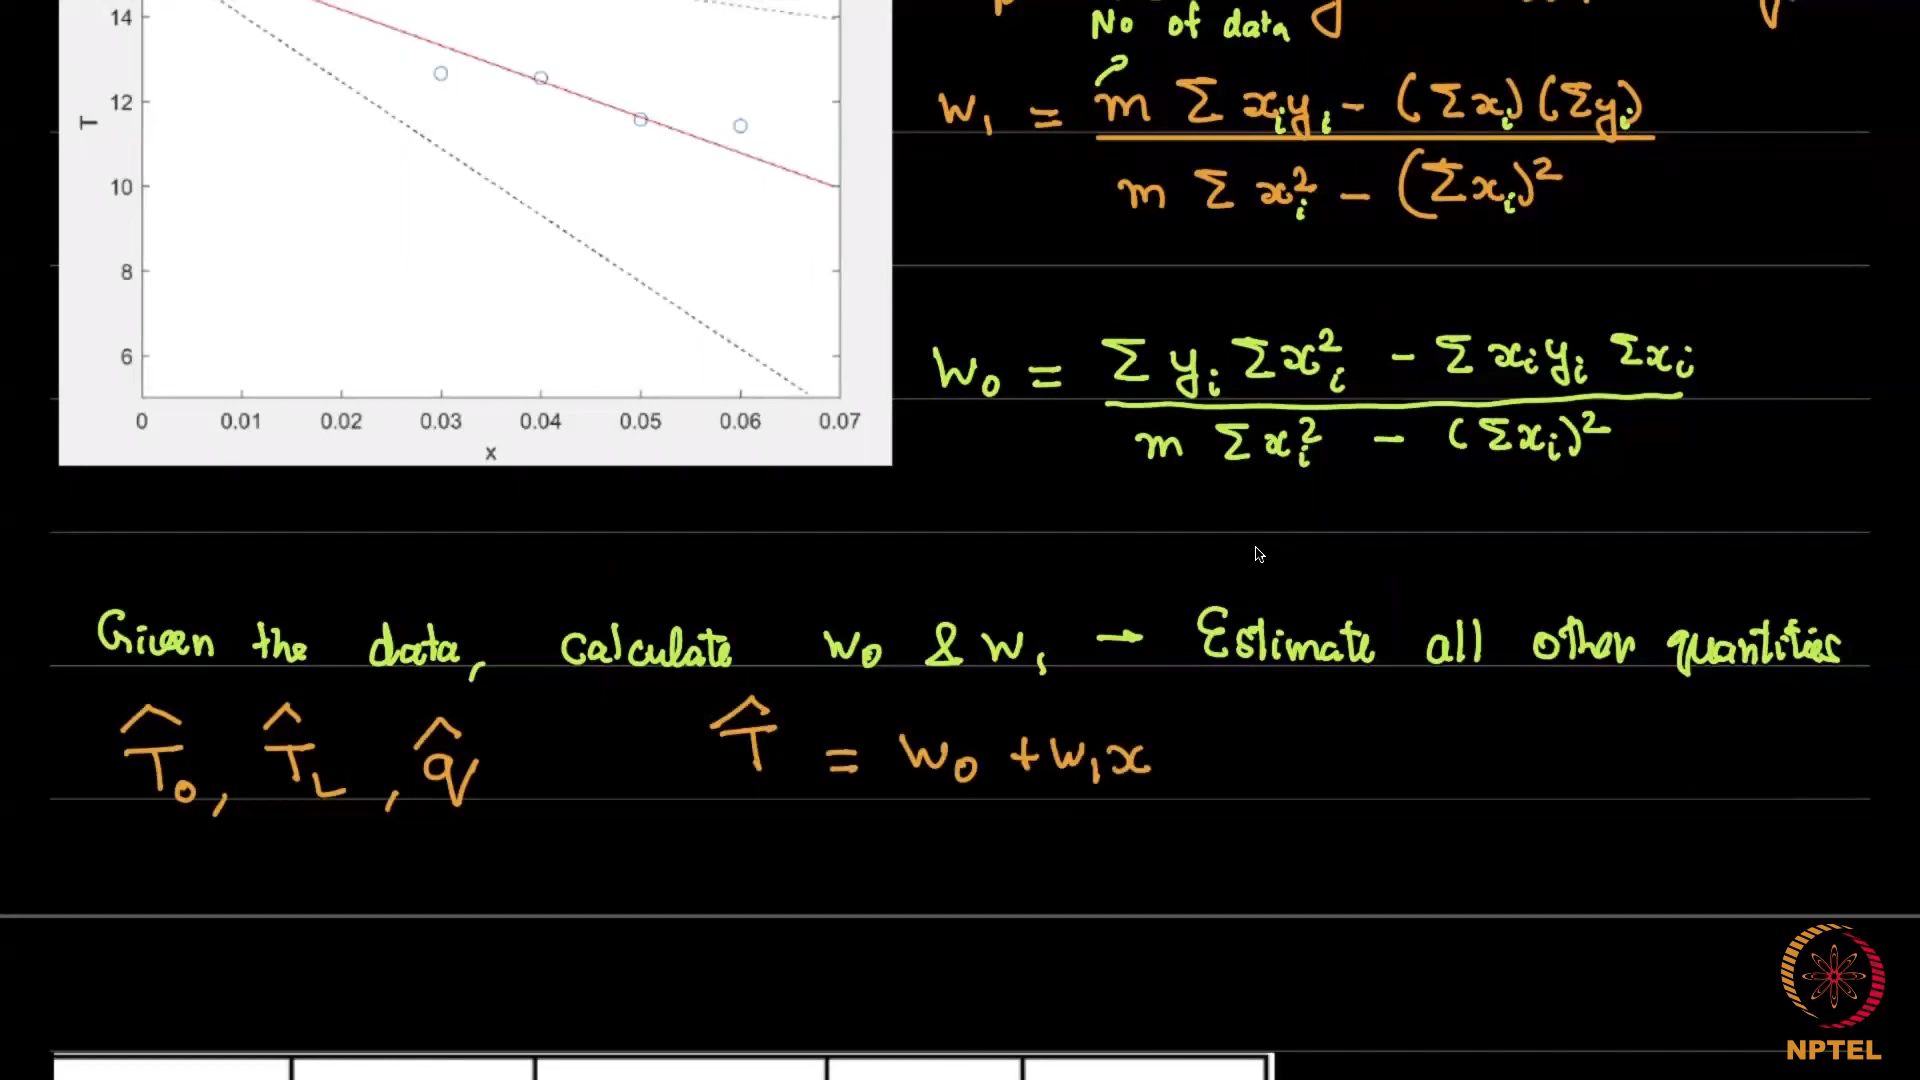 14
12
10
8
6
T
0 0.01 0.02 0.03 0.04 0.05 0.06 0.07
x
No of data
w₁ = m Σ xᵢyᵢ - (Σxᵢ)(Σyᵢ)
m Σ xᵢ² - (Σxᵢ)²
w₀ = Σ yᵢ Σxᵢ² - Σ xᵢyᵢ Σxᵢ
m Σ xᵢ² - (Σxᵢ)²
Given the data, calculate w₀ & w₁ → Estimate all other quantities
T̂₀, T̂_L, q̂ T̂ = w₀ + w₁x
NPTEL